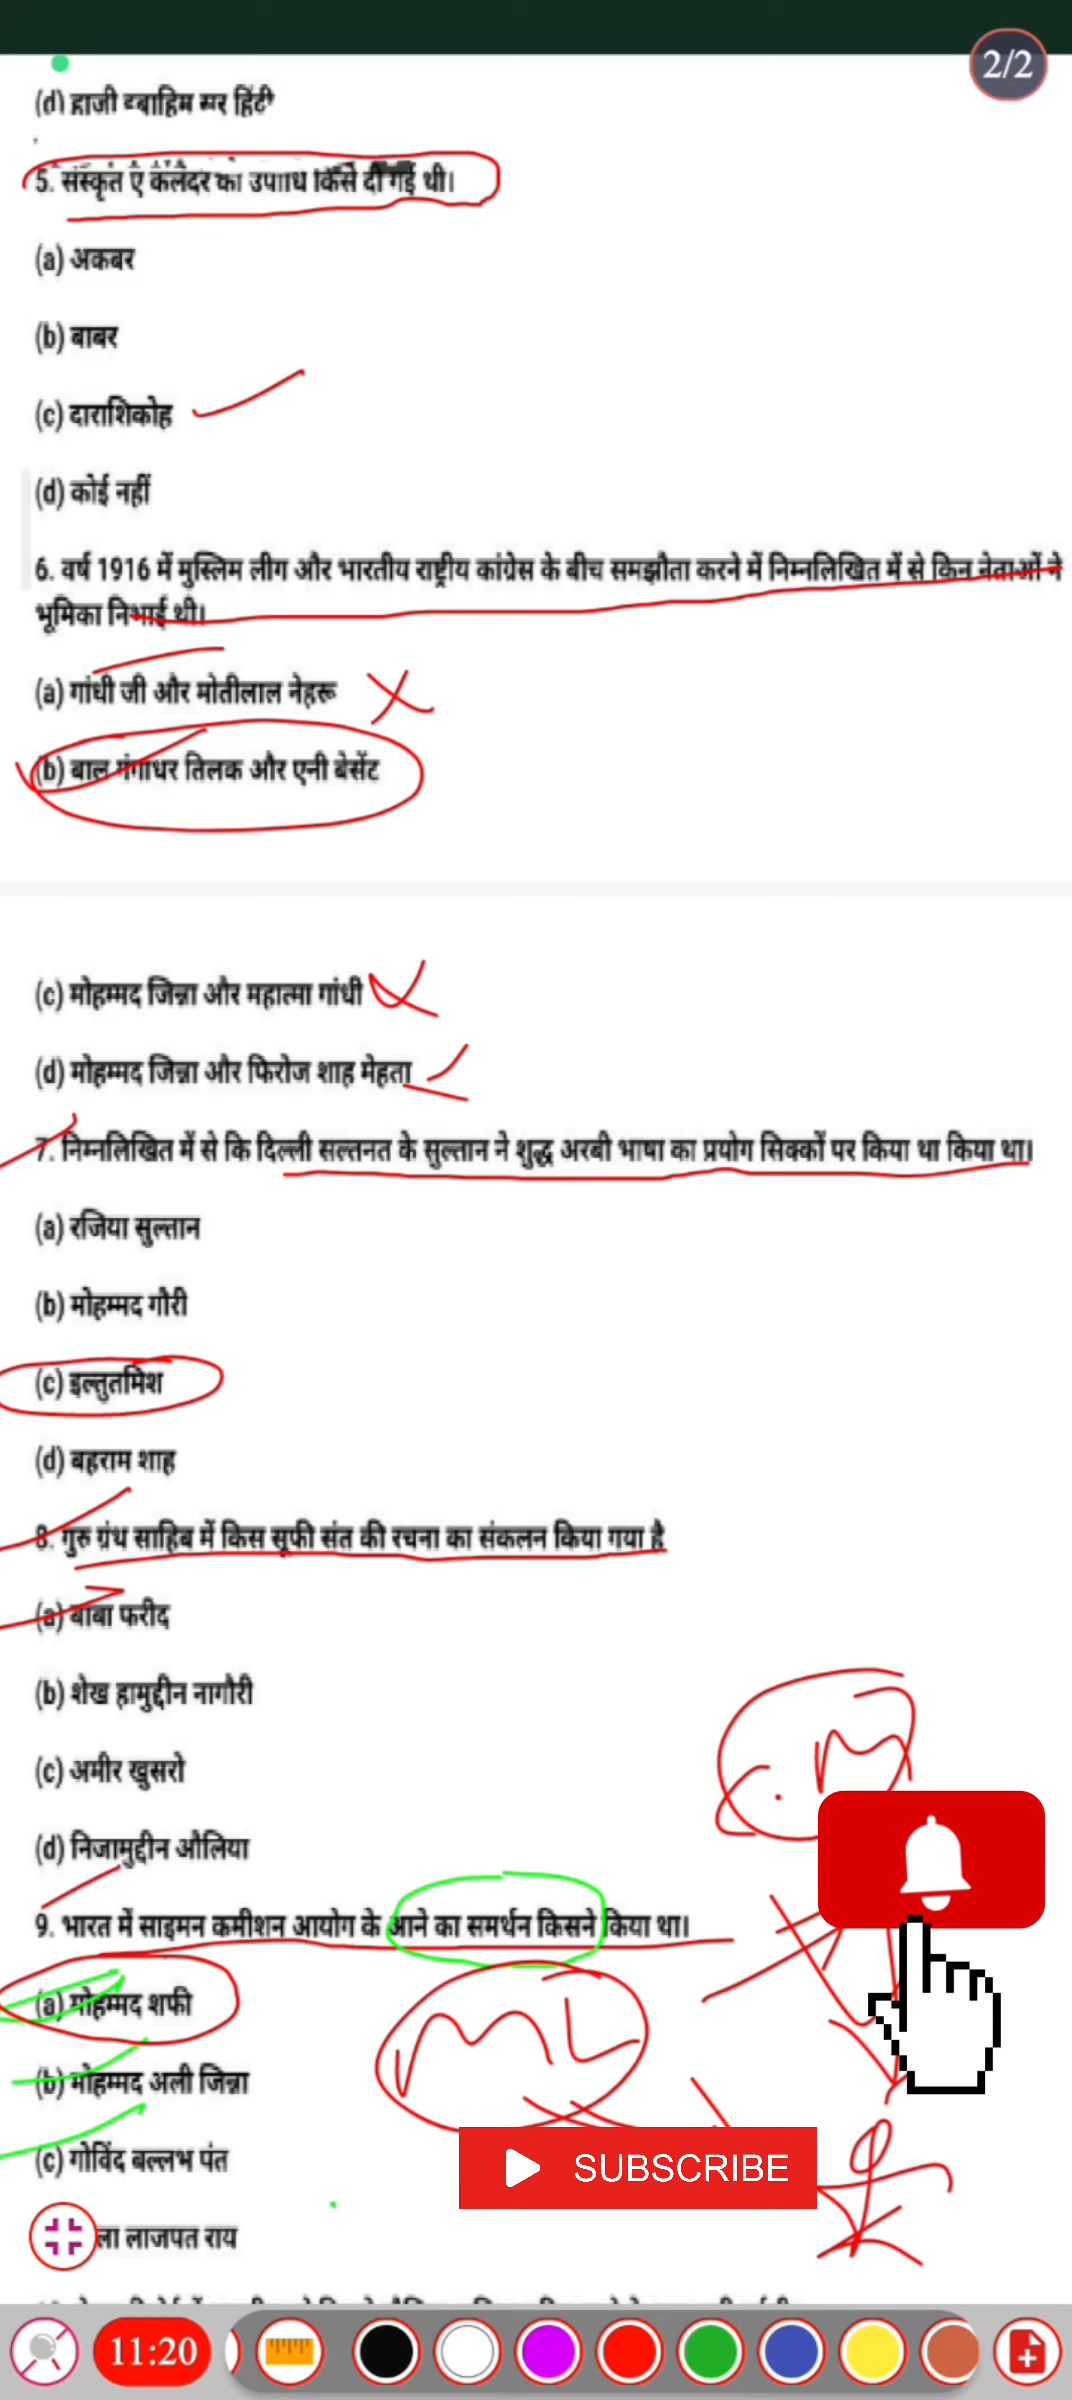 2/2
(d) हाजी इब्राहिम सर हिंदी
5. संस्कृत ऐ कलंदर का उपाधि किसे दी गई थी।
(a) अकबर
(b) बाबर
(c) दाराशिकोह
(d) कोई नहीं
6. वर्ष 1916 में मुस्लिम लीग और भारतीय राष्ट्रीय कांग्रेस के बीच समझौता करने में निम्नलिखित में से किन नेताओं ने
भूमिका निभाई थी।
(a) गांधी जी और मोतीलाल नेहरू
(b) बाल गंगाधर तिलक और एनी बेसेंट
(c) मोहम्मद जिन्ना और महात्मा गांधी
(d) मोहम्मद जिन्ना और फिरोज शाह मेहता
7. निम्नलिखित में से कि दिल्ली सल्तनत के सुल्तान ने शुद्ध अरबी भाषा का प्रयोग सिक्कों पर किया था किया था।
(a) रजिया सुल्तान
(b) मोहम्मद गौरी
(c) इल्तुतमिश
(d) बहराम शाह
8. गुरु ग्रंथ साहिब में किस सूफी संत की रचना का संकलन किया गया है
(a) बाबा फरीद
(b) शेख हामुद्दीन नागौरी
(c) अमीर खुसरो
(d) निजामुद्दीन औलिया
C.M
9. भारत में साइमन कमीशन आयोग के आने का समर्थन किसने किया था।
(a) मोहम्मद शफी
ML
(b) मोहम्मद अली जिन्ना
(c) गोविंद बल्लभ पंत
SUBSCRIBE
ला लाजपत राय
11:20